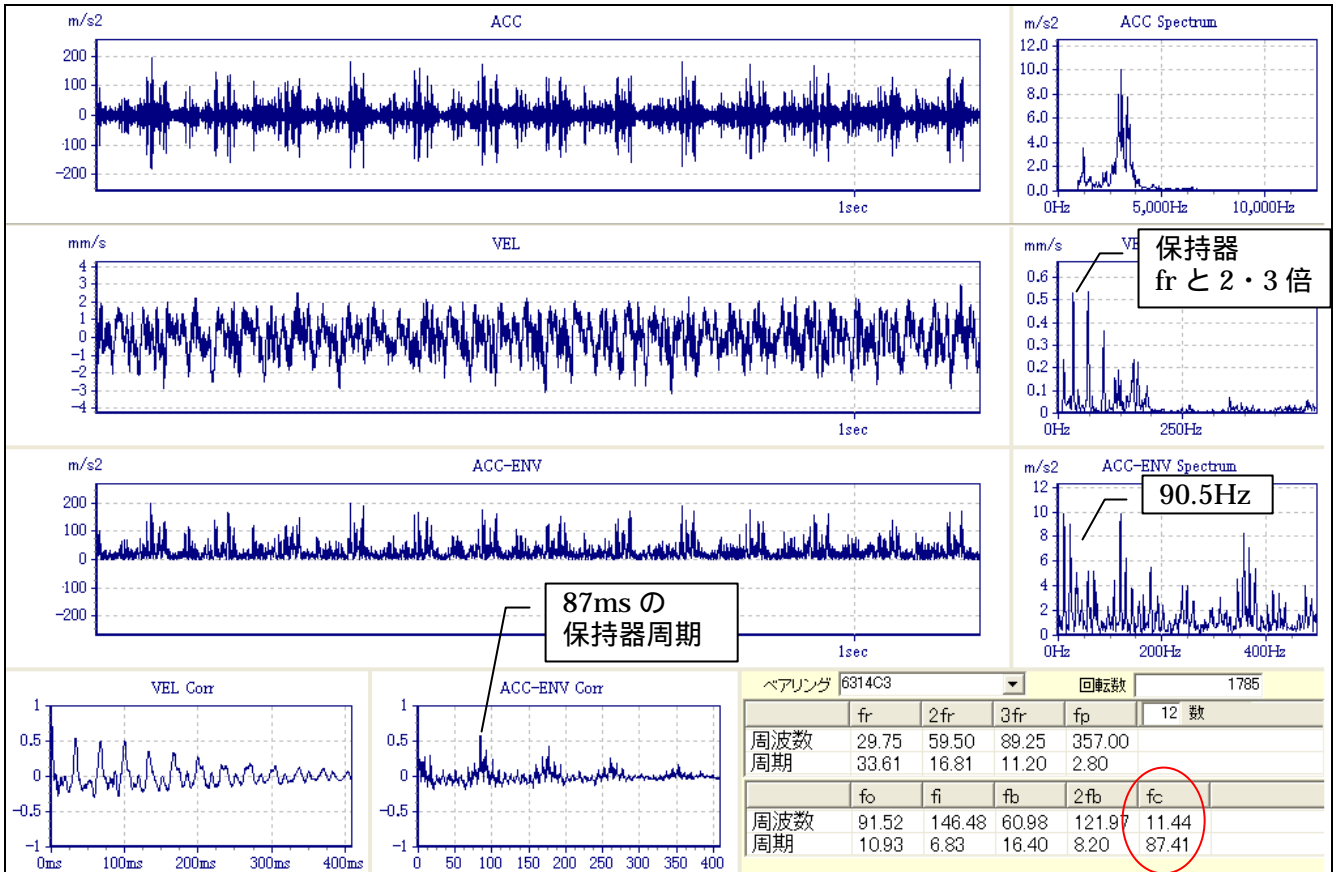 m/s2 ACC
200
100
0
-100
-200
1sec
m/s2 ACC Spectrum
12.0
10.0
8.0
6.0
4.0
2.0
0.0
0Hz 5,000Hz 10,000Hz
mm/s VEL
4
3
2
1
0
-1
-2
-3
-4
1sec
mm/s VE
保持器
fr と 2・3 倍
0.6
0.5
0.4
0.3
0.2
0.1
0
0Hz 250Hz
m/s2 ACC-ENV
200
100
0
-100
-200
1sec
87ms の
保持器周期
m/s2 ACC-ENV Spectrum
90.5Hz
12
10
8
6
4
2
0
0Hz 200Hz 400Hz
VEL Corr
1
0.5
0
-0.5
-1
0ms 100ms 200ms 300ms 400ms
ACC-ENV Corr
1
0.5
0
-0.5
-1
0 50 100 150 200 250 300 350 400
ベアリング 6314C3 回転数 1785
fr 2fr 3fr fp 12 数
周波数 29.75 59.50 89.25 357.00
周期 33.61 16.81 11.20 2.80
fo fi fb 2fb fc
周波数 91.52 146.48 60.98 121.97 11.44
周期 10.93 6.83 16.40 8.20 87.41